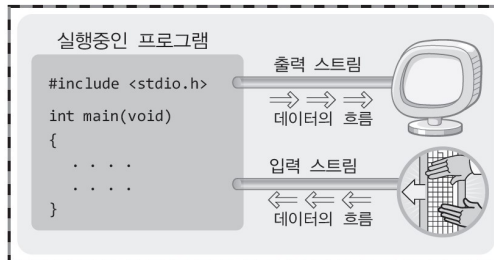 실행중인 프로그램
#include <stdio.h>
int main(void)
{
. . . .
. . . .
}
출력 스트림
데이터의 흐름
입력 스트림
데이터의 흐름